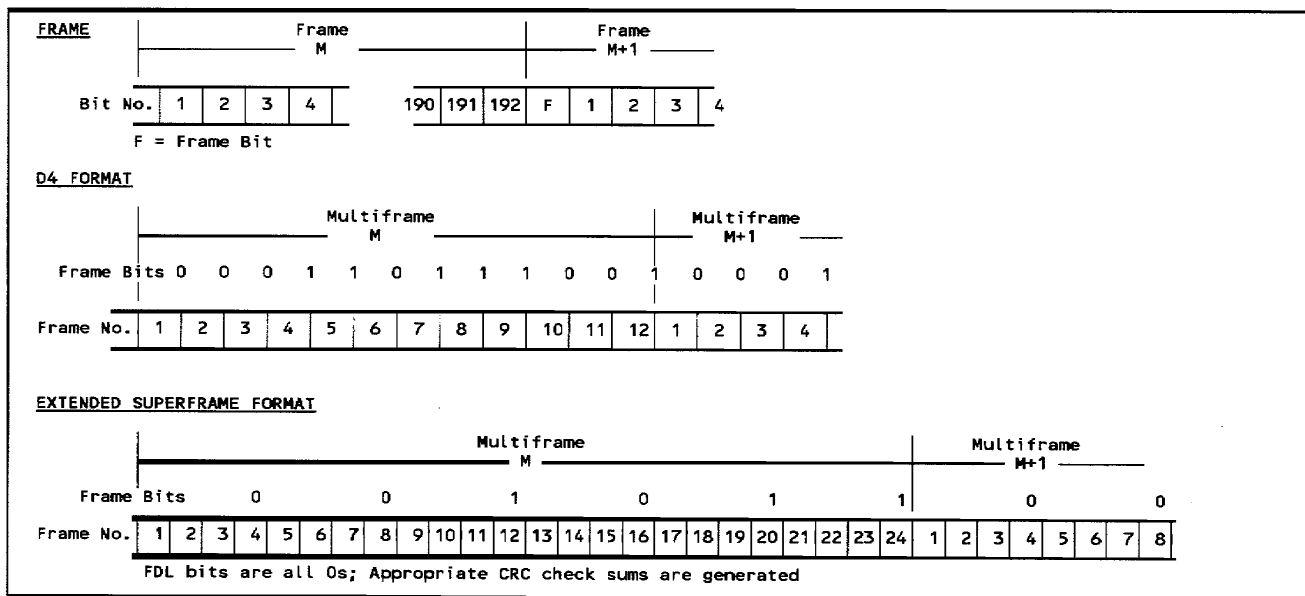 FRAME
Frame M
Frame M+1
Bit No. 1 2 3 4 190 191 192 F 1 2 3 4
F = Frame Bit
D4 FORMAT
Multiframe M
Multiframe M+1
Frame Bits 0 0 0 1 1 0 1 1 1 0 0 1 0 0 0 1
Frame No. 1 2 3 4 5 6 7 8 9 10 11 12 1 2 3 4
EXTENDED SUPERFRAME FORMAT
Multiframe M
Multiframe M+1
Frame Bits 0 0 1 0 1 1 0 0
Frame No. 1 2 3 4 5 6 7 8 9 10 11 12 13 14 15 16 17 18 19 20 21 22 23 24 1 2 3 4 5 6 7 8
FDL bits are all 0s; Appropriate CRC check sums are generated